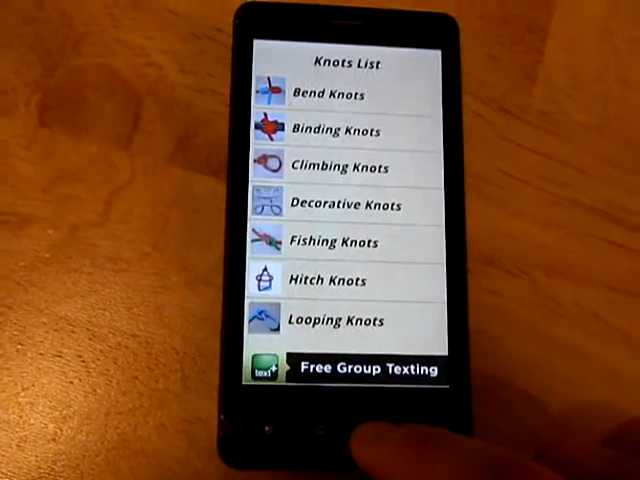 Knots List
Bend Knots
Binding Knots
Climbing Knots
Decorative Knots
Fishing Knots
Hitch Knots
Looping Knots
text+
Free Group Texting